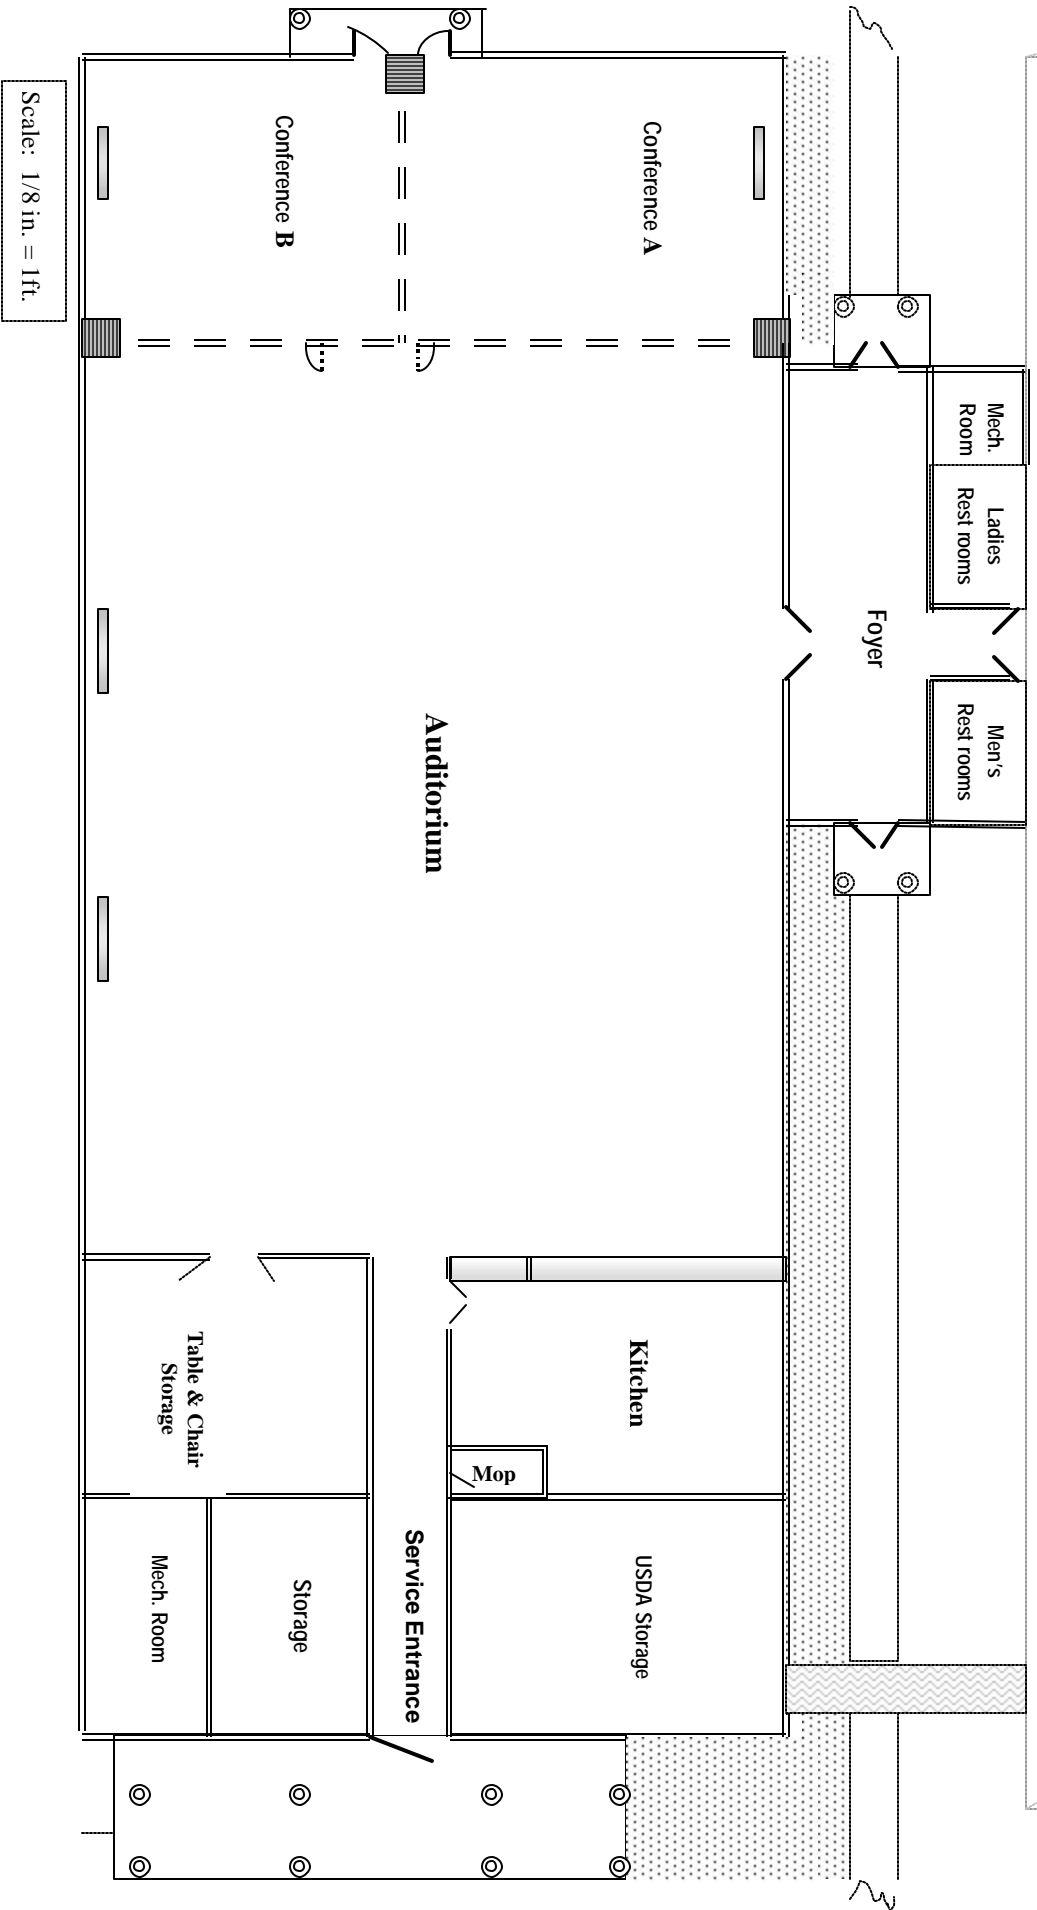 Mech.
Room
Ladies
Rest rooms
Men's
Rest rooms
Foyer
Conference A
Conference B
Auditorium
Kitchen
Mop
USDA Storage
Service Entrance
Table & Chair
Storage
Storage
Mech. Room
Scale: 1/8 in. = 1ft.